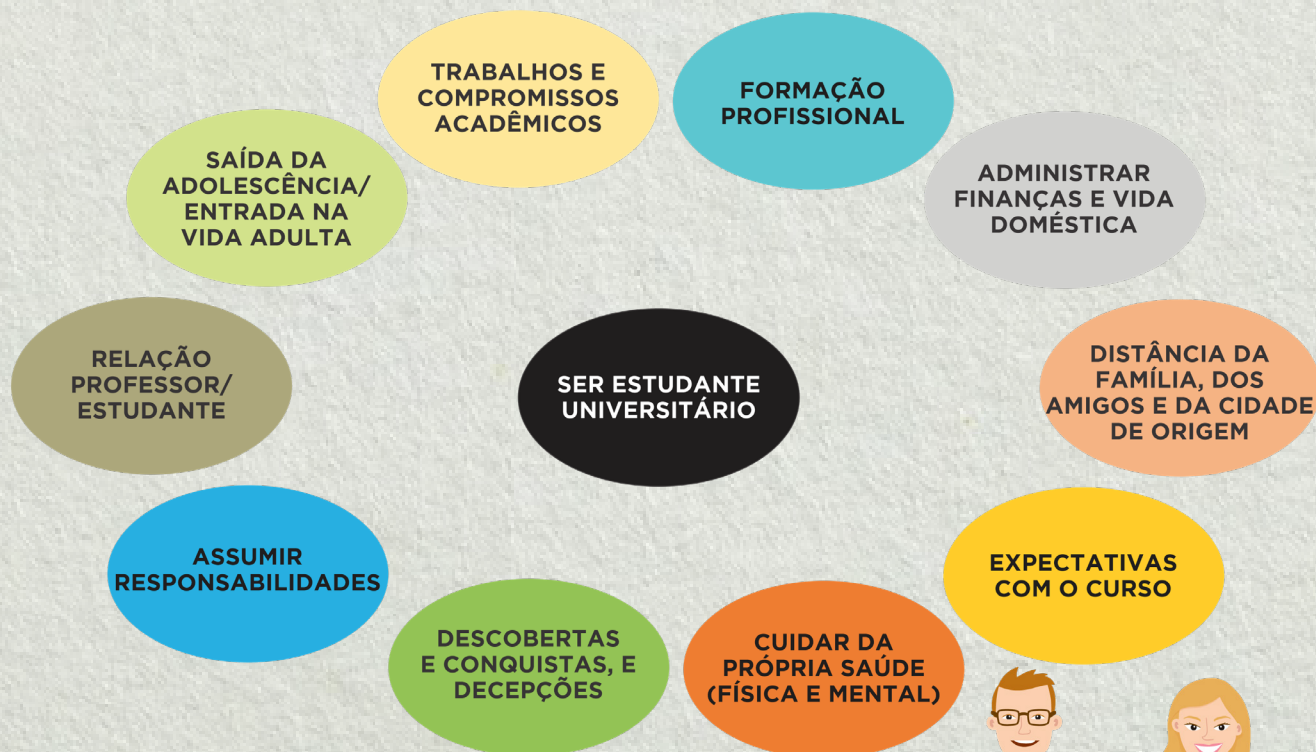 TRABALHOS E
COMPROMISSOS
ACADÊMICOS
FORMAÇÃO
PROFISSIONAL
SAÍDA DA
ADOLESCÊNCIA/
ENTRADA NA
VIDA ADULTA
ADMINISTRAR
FINANÇAS E VIDA
DOMÉSTICA
RELAÇÃO
PROFESSOR/
ESTUDANTE
SER ESTUDANTE
UNIVERSITÁRIO
DISTÂNCIA DA
FAMÍLIA, DOS
AMIGOS E DA CIDADE
DE ORIGEM
ASSUMIR
RESPONSABILIDADES
EXPECTATIVAS
COM O CURSO
DESCOBERTAS
E CONQUISTAS, E
DECEPÇÕES
CUIDAR DA
PRÓPRIA SAÚDE
(FÍSICA E MENTAL)